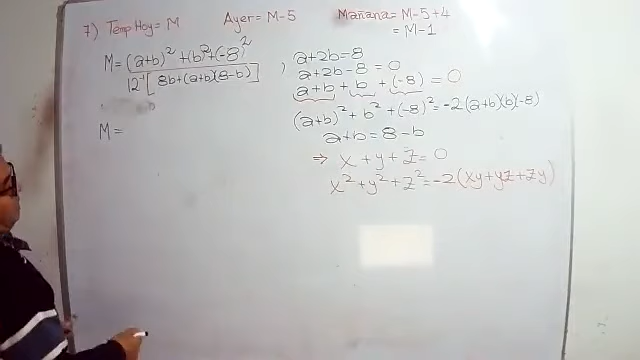 7) Temp Hoy = M Ayer = M-5 Mañana = M-5+4
= M-1
M = (a+b)² + (b)² + (-8)²
12⁻¹[8b+(a+b)(8-b)]
M =
, a+2b=8
a+2b-8=0
a+b + b + (-8) = 0
(a+b)² + b² + (-8)² = -2(a+b)(b)(-8)
a+b = 8-b
⇒ x+y+z=0
x²+y²+z²=-2(xy+yz+zy)